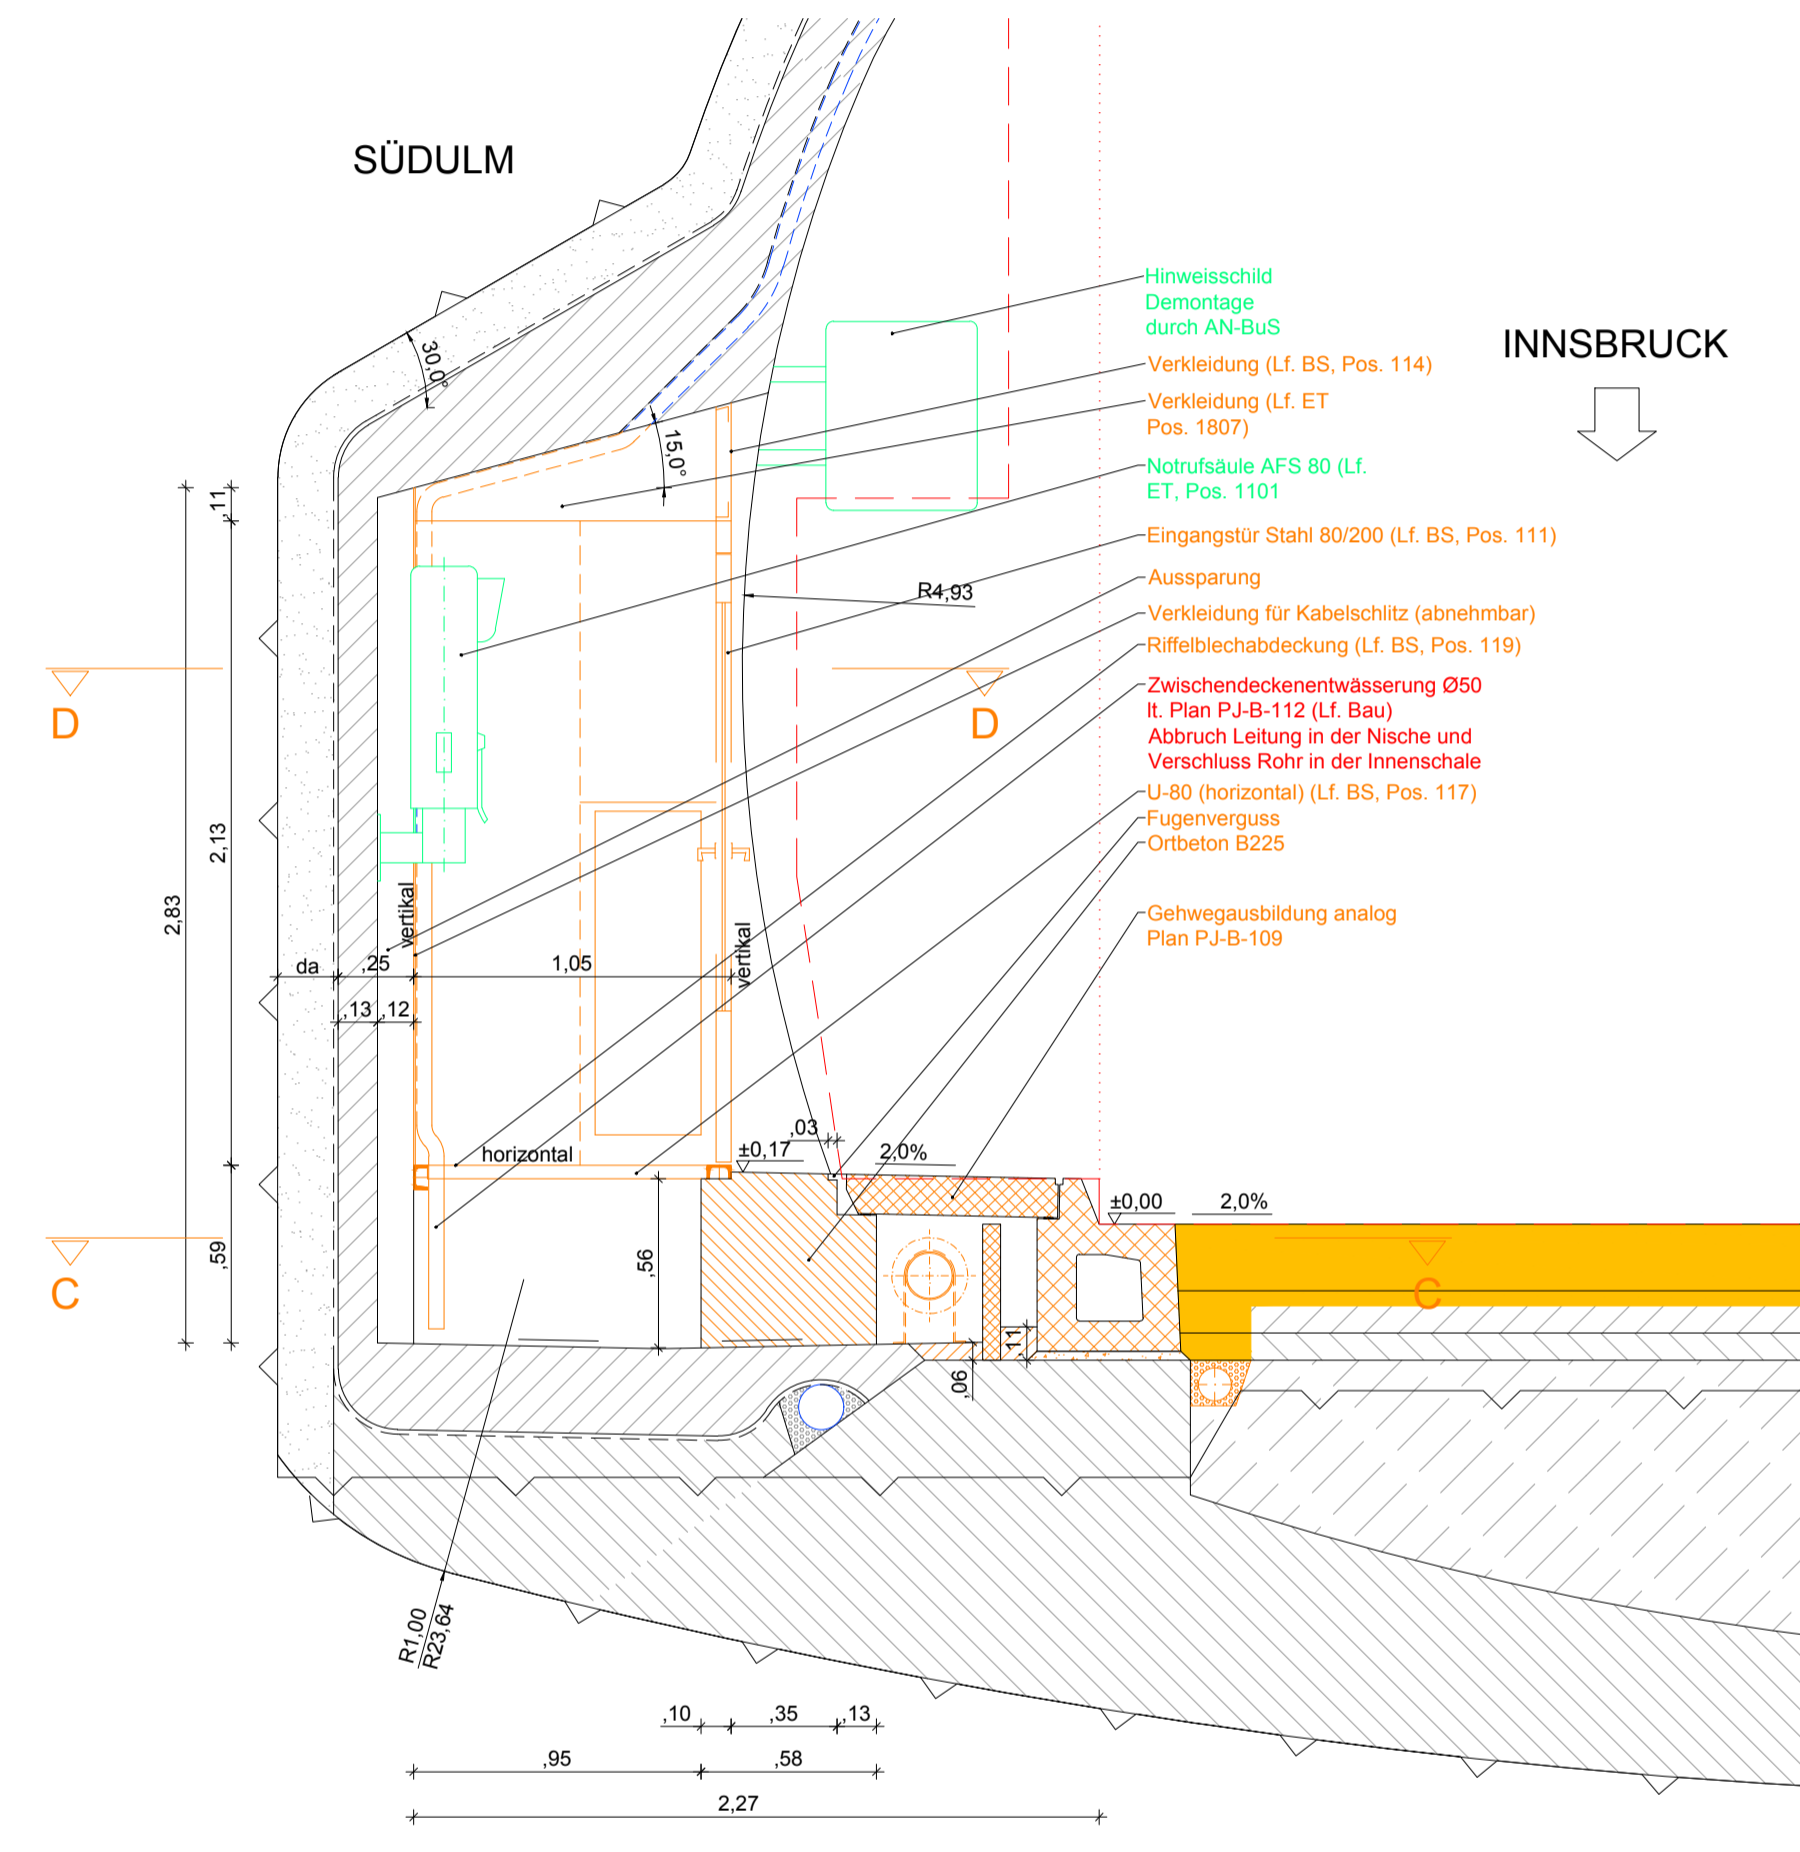 SÜDULM
INNSBRUCK
30,0°
15,0°
Hinweisschild
Demontage
durch AN-BuS
Verkleidung (Lf. BS, Pos. 114)
Verkleidung (Lf. ET
Pos. 1807)
Notrufsäule AFS 80 (Lf.
ET, Pos. 1101
Eingangstür Stahl 80/200 (Lf. BS, Pos. 111)
Aussparung
Verkleidung für Kabelschlitz (abnehmbar)
Riffelblechabdeckung (Lf. BS, Pos. 119)
Zwischendeckenentwässerung Ø50
lt. Plan PJ-B-112 (Lf. Bau)
Abbruch Leitung in der Nische und
Verschluss Rohr in der Innenschale
U-80 (horizontal) (Lf. BS, Pos. 117)
Fugenverguss
Ortbeton B225
Gehwegausbildung analog
Plan PJ-B-109
R4,93
D
D
,11
2,13
2,83
,59
vertikal
vertikal
da
,25
1,05
,13
,12
horizontal
,03
±0,17
2,0%
±0,00
2,0%
,56
C
C
,11
,06
R1,00
R23,64
,10
,35
,13
,95
,58
2,27